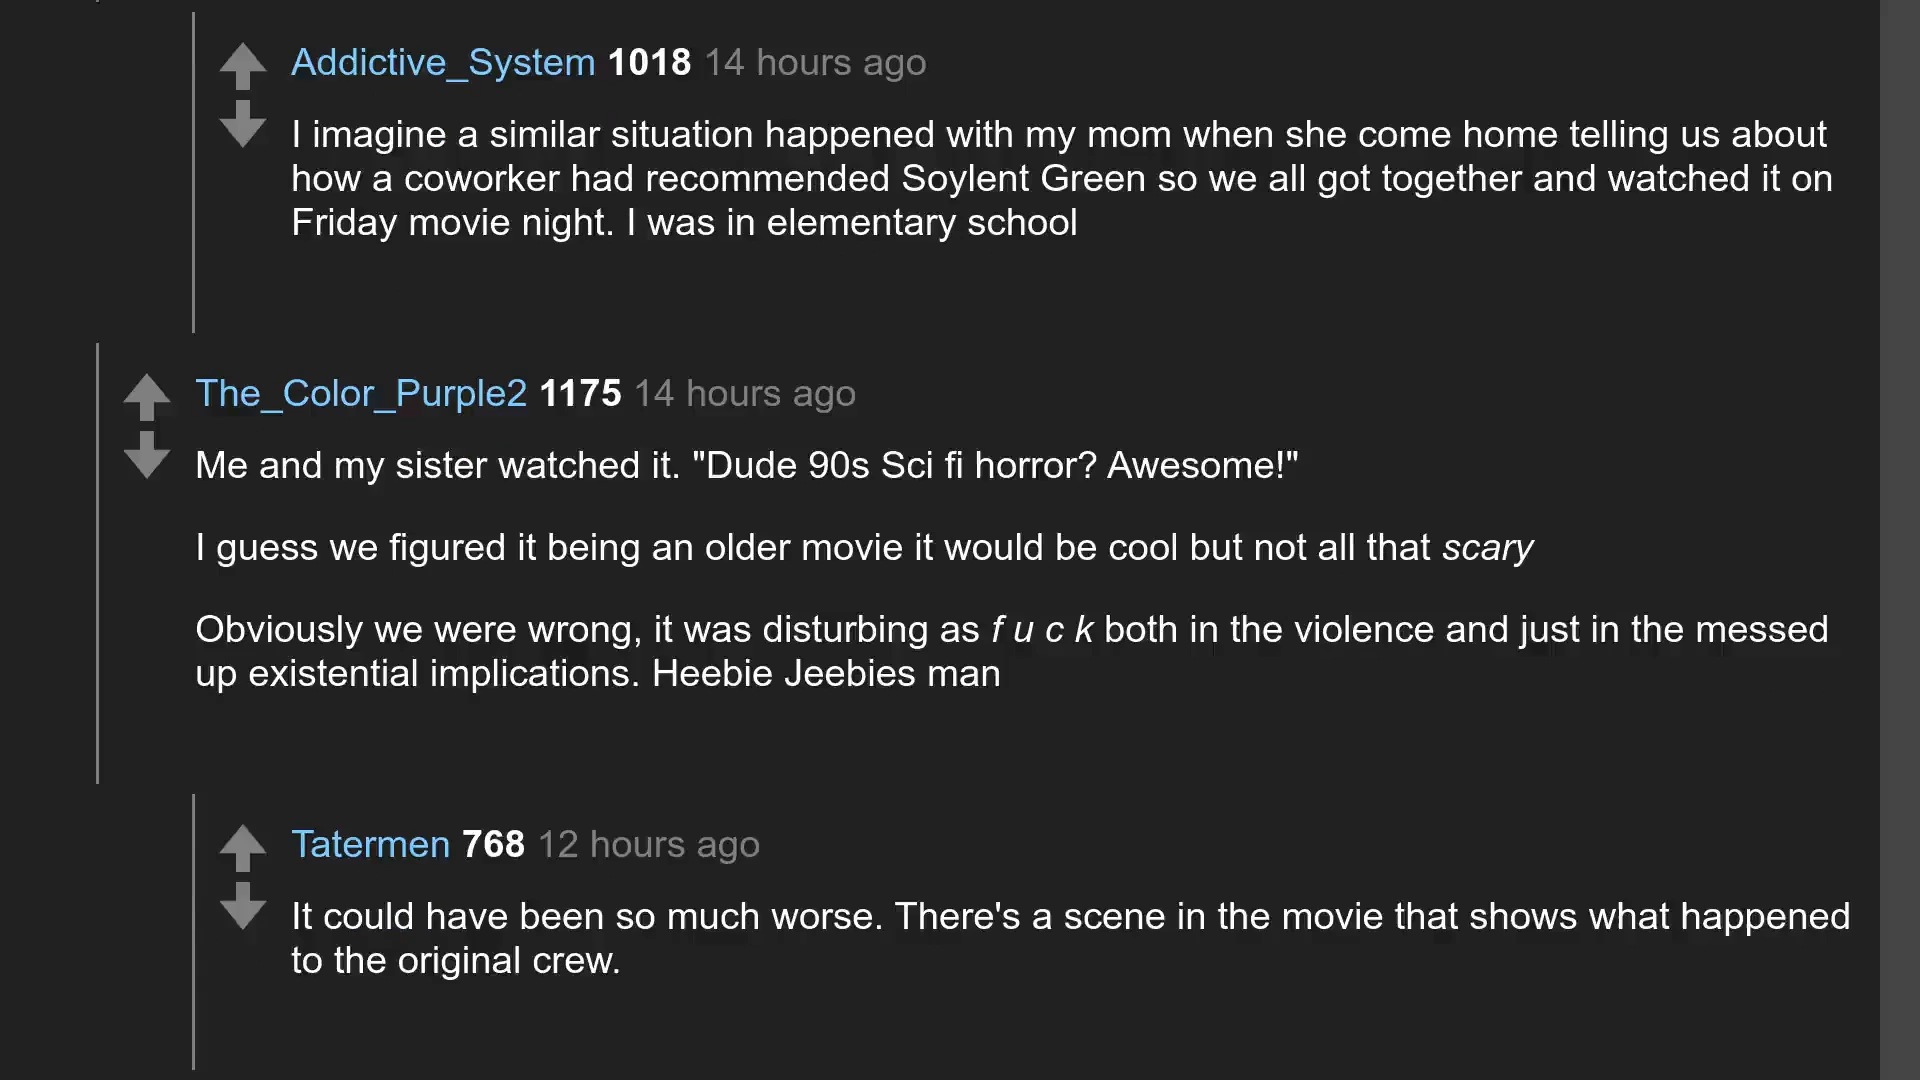 Addictive_System 1018 14 hours ago
I imagine a similar situation happened with my mom when she come home telling us about
how a coworker had recommended Soylent Green so we all got together and watched it on
Friday movie night. I was in elementary school
The_Color_Purple2 1175 14 hours ago
Me and my sister watched it. "Dude 90s Sci fi horror? Awesome!"
I guess we figured it being an older movie it would be cool but not all that scary
Obviously we were wrong, it was disturbing as f u c k both in the violence and just in the messed
up existential implications. Heebie Jeebies man
Tatermen 768 12 hours ago
It could have been so much worse. There's a scene in the movie that shows what happened
to the original crew.